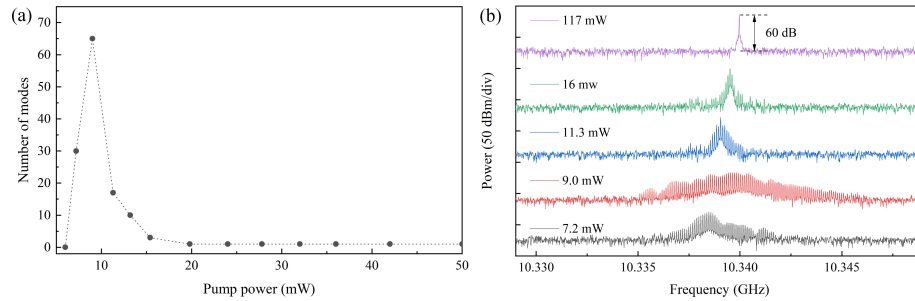 (a)
70
60
50
40
30
20
10
0
Number of modes
10
20
30
40
50
Pump power (mW)
(b)
117 mW
60 dB
16 mw
11.3 mW
9.0 mW
7.2 mW
Power (50 dBm/div)
10.330
10.335
10.340
10.345
Frequency (GHz)